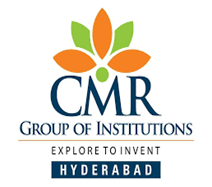 CMR
GROUP OF INSTITUTIONS
EXPLORE TO INVENT
HYDERABAD